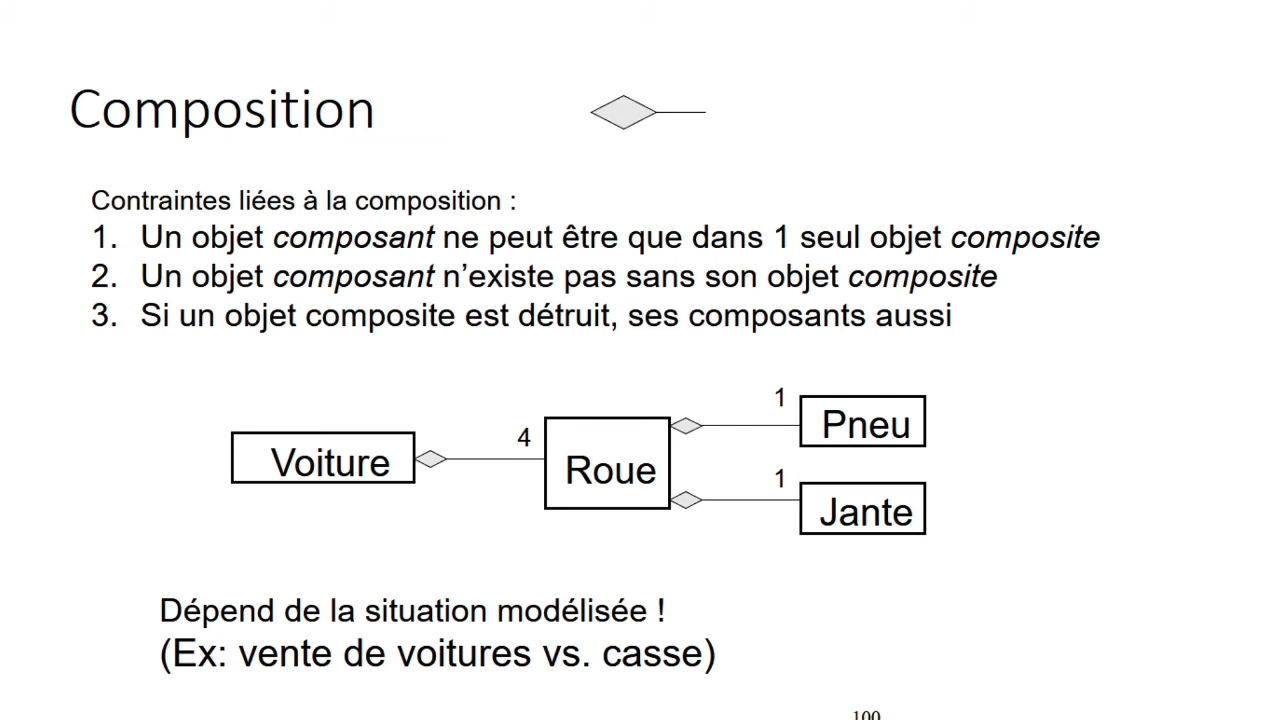 Composition
Contraintes liées à la composition :
1. Un objet composant ne peut être que dans 1 seul objet composite
2. Un objet composant n’existe pas sans son objet composite
3. Si un objet composite est détruit, ses composants aussi
Voiture
4
Roue
1
Pneu
1
Jante
Dépend de la situation modélisée !
(Ex: vente de voitures vs. casse)
100